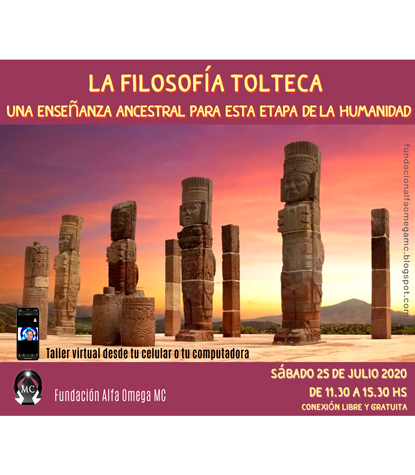 LA FILOSOFÍA TOLTECA
UNA ENSEÑANZA ANCESTRAL PARA ESTA ETAPA DE LA HUMANIDAD
fundacionalfaomegamc.blogspot.com
Taller virtual desde tu celular o tu computadora
MC
Fundación Alfa Omega MC
SÁBADO 25 DE JULIO 2020
DE 11.30 A 15.30 HS
CONEXIÓN LIBRE Y GRATUITA